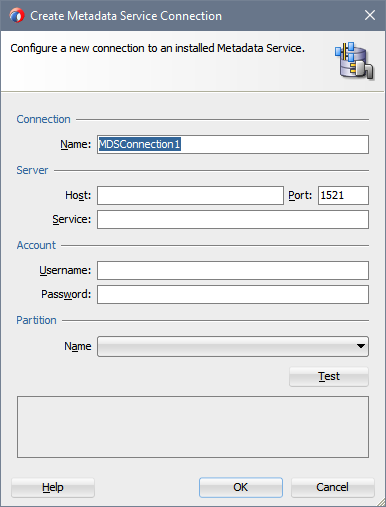 Create Metadata Service Connection
Configure a new connection to an installed Metadata Service.
Connection
Name: MDSConnection1
Server
Host: Port: 1521
Service:
Account
Username:
Password:
Partition
Name
Test
Help OK Cancel